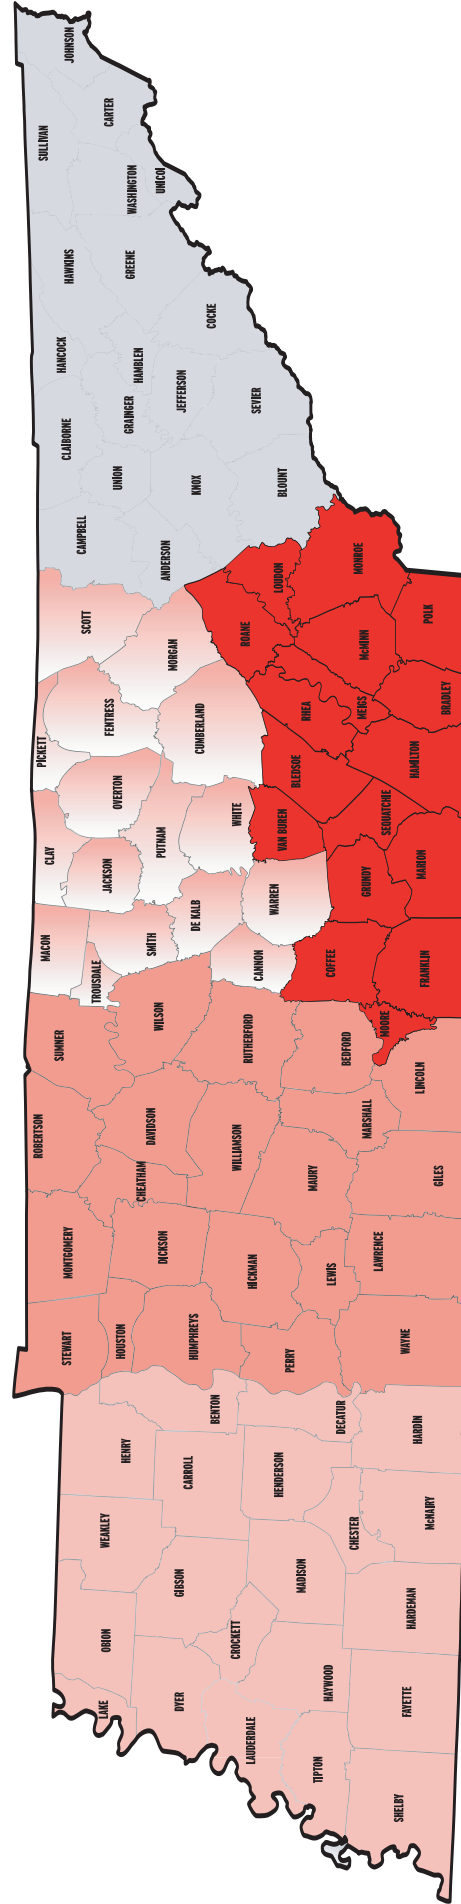 JOHNSON
CARTER
SULLIVAN
UNICOI
WASHINGTON
HAWKINS
GREENE
COCKE
HANCOCK
HAMBLEN
JEFFERSON
GRAINGER
SEVIER
CLAIBORNE
UNION
KNOX
BLOUNT
CAMPBELL
ANDERSON
LOUDON
MONROE
SCOTT
ROANE
McMINN
POLK
MORGAN
FENTRESS
CUMBERLAND
RHEA
MEIGS
BRADLEY
PICKETT
OVERTON
BLEDSOE
HAMILTON
CLAY
PUTNAM
WHITE
VAN BUREN
SEQUATCHIE
JACKSON
WARREN
GRUNDY
MARION
DE KALB
MACON
SMITH
TROUSDALE
CANNON
COFFEE
FRANKLIN
WILSON
SUMNER
RUTHERFORD
BEDFORD
MOORE
LINCOLN
ROBERTSON
DAVIDSON
MARSHALL
CHEATHAM
WILLIAMSON
MAURY
GILES
MONTGOMERY
DICKSON
HICKMAN
LEWIS
LAWRENCE
STEWART
HOUSTON
HUMPHREYS
PERRY
WAYNE
BENTON
DECATUR
HARDIN
HENRY
CARROLL
HENDERSON
McNAIRY
WEAKLEY
CHESTER
GIBSON
MADISON
HARDEMAN
OBION
CROCKETT
HAYWOOD
LAKE
DYER
FAYETTE
LAUDERDALE
TIPTON
SHELBY